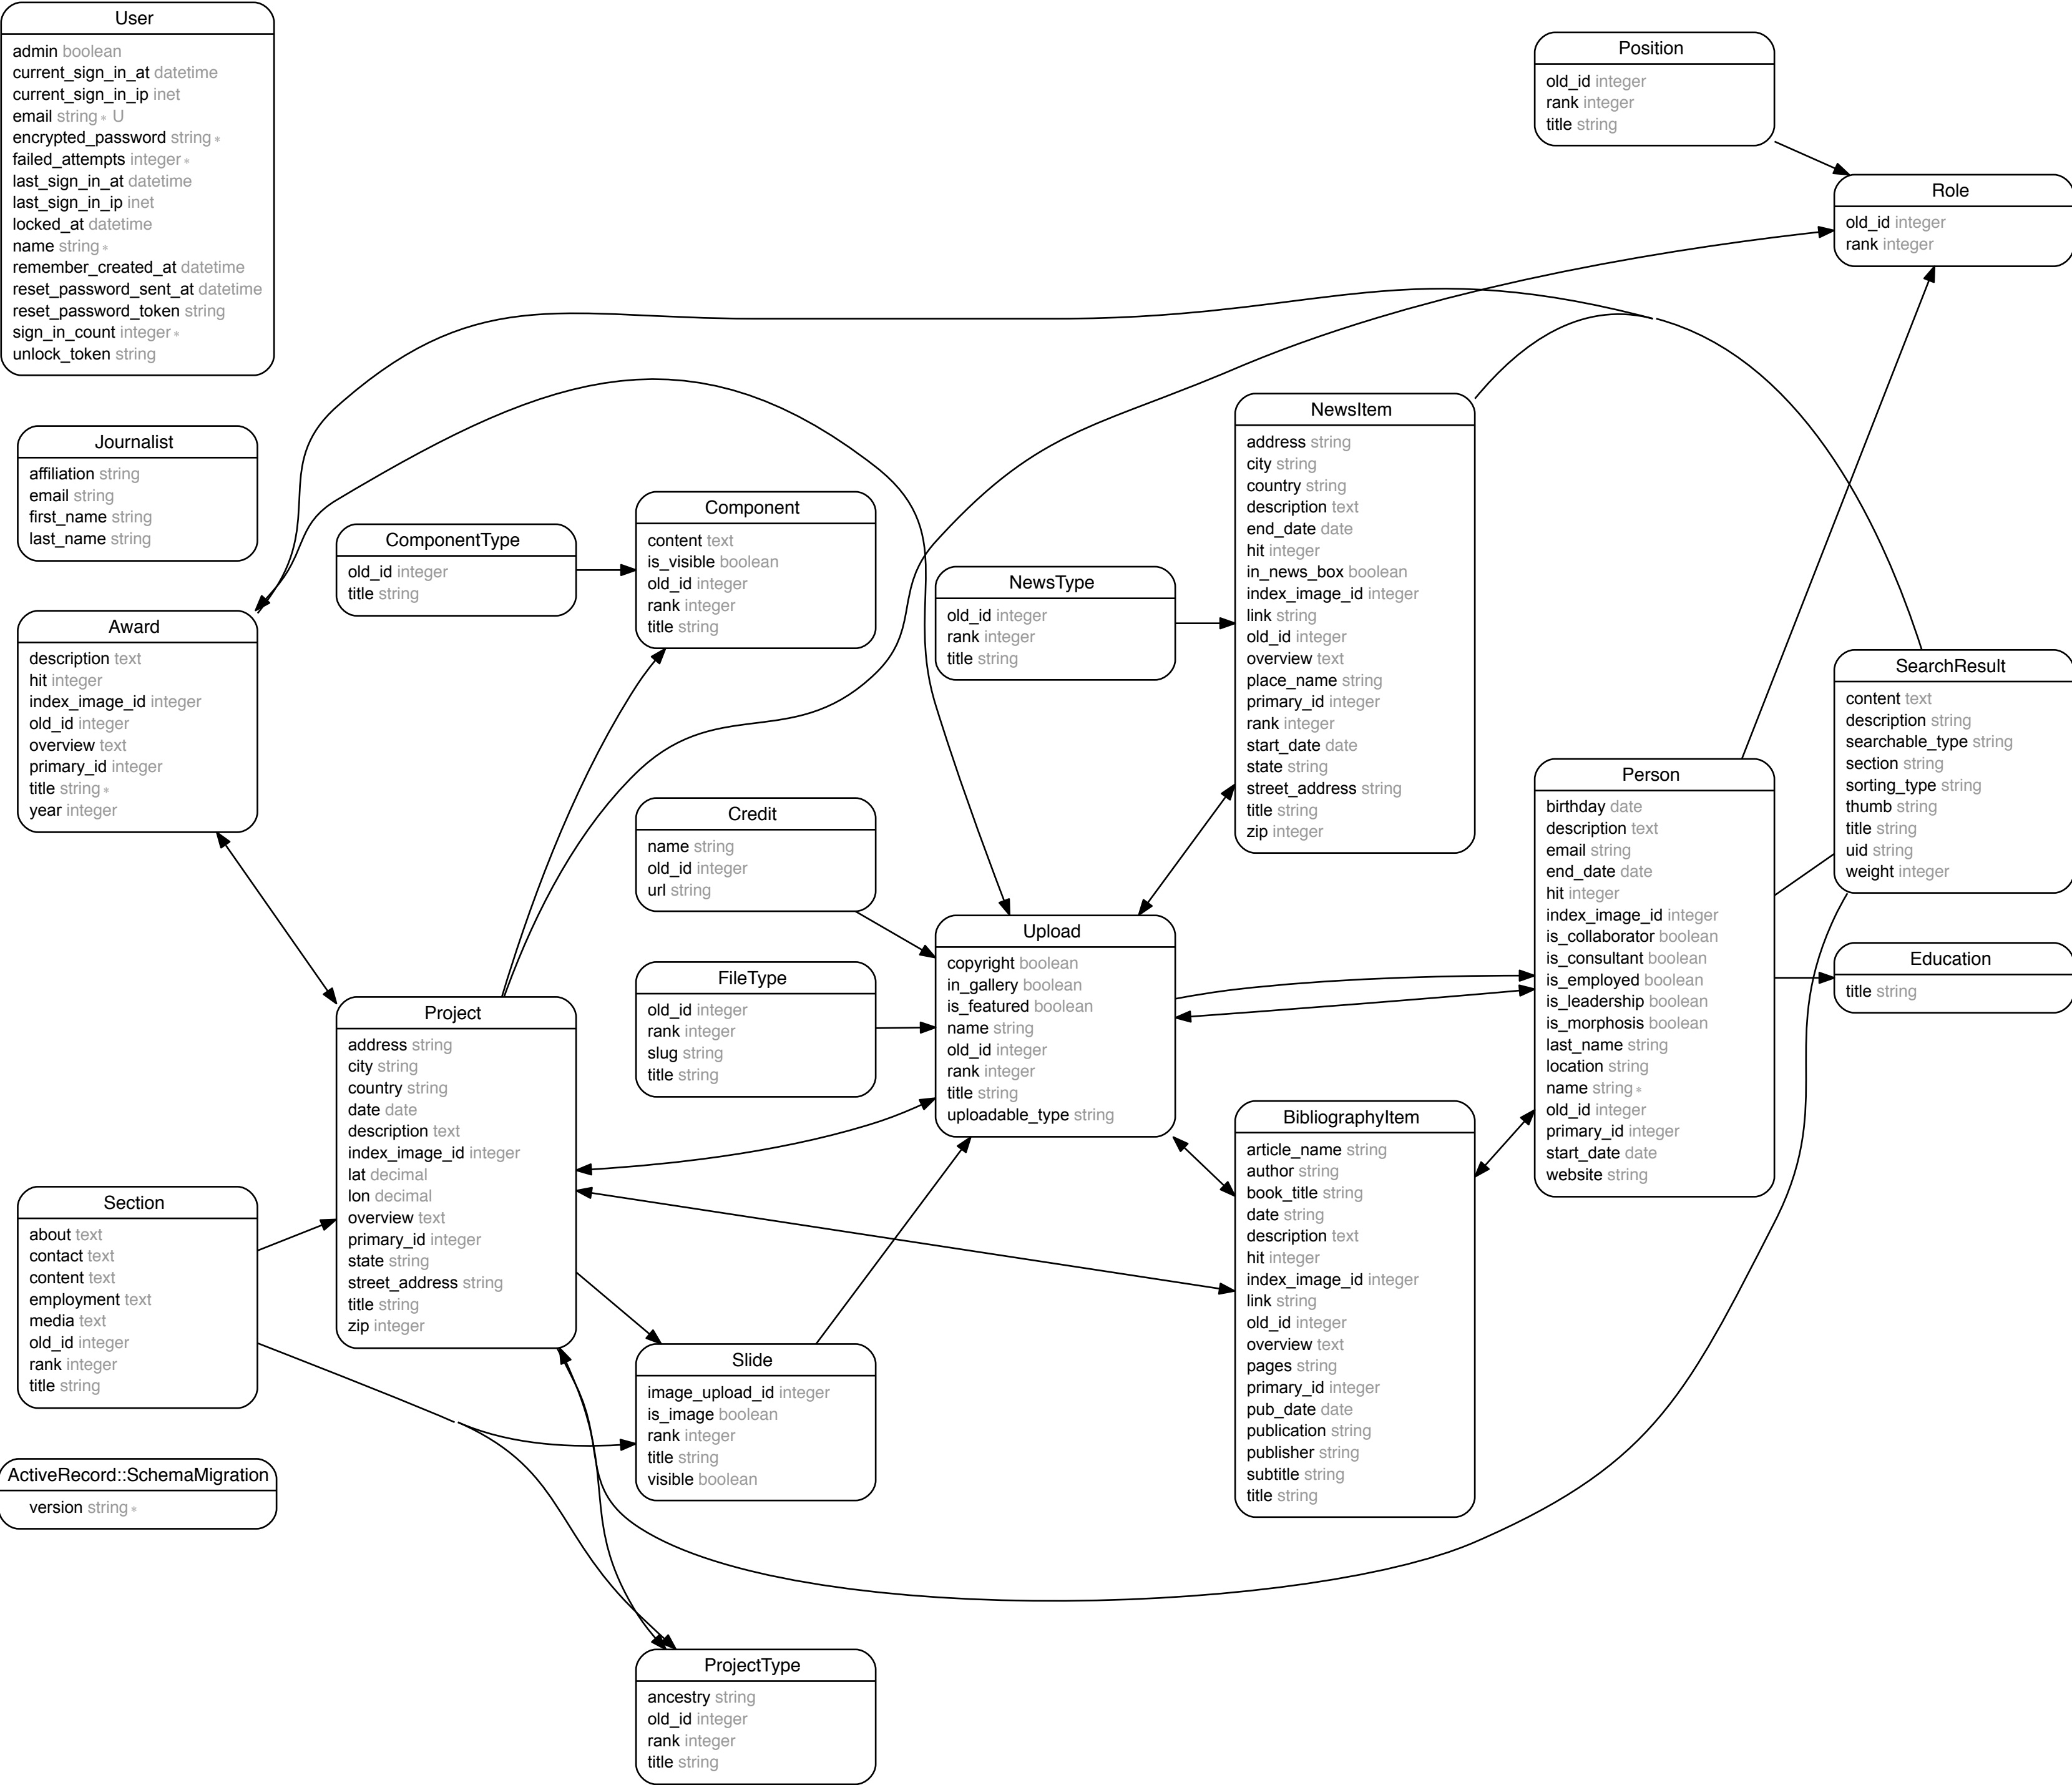 User
admin boolean
current_sign_in_at datetime
current_sign_in_ip inet
email string * U
encrypted_password string *
failed_attempts integer *
last_sign_in_at datetime
last_sign_in_ip inet
locked_at datetime
name string *
remember_created_at datetime
reset_password_sent_at datetime
reset_password_token string
sign_in_count integer *
unlock_token string
Position
old_id integer
rank integer
title string
Role
old_id integer
rank integer
Journalist
affiliation string
email string
first_name string
last_name string
ComponentType
old_id integer
title string
Component
content text
is_visible boolean
old_id integer
rank integer
title string
NewsType
old_id integer
rank integer
title string
NewsItem
address string
city string
country string
description text
end_date date
hit integer
in_news_box boolean
index_image_id integer
link string
old_id integer
overview text
place_name string
primary_id integer
rank integer
start_date date
state string
street_address string
title string
zip integer
Award
description text
hit integer
index_image_id integer
old_id integer
overview text
primary_id integer
title string *
year integer
SearchResult
content text
description string
searchable_type string
section string
sorting_type string
thumb string
title string
uid string
weight integer
Person
birthday date
description text
email string
end_date date
hit integer
index_image_id integer
is_collaborator boolean
is_consultant boolean
is_employed boolean
is_leadership boolean
is_morphosis boolean
last_name string
location string
name string *
old_id integer
primary_id integer
start_date date
website string
Credit
name string
old_id integer
url string
FileType
old_id integer
rank integer
slug string
title string
Upload
copyright boolean
in_gallery boolean
is_featured boolean
name string
old_id integer
rank integer
title string
uploadable_type string
Education
title string
Project
address string
city string
country string
date date
description text
index_image_id integer
lat decimal
lon decimal
overview text
primary_id integer
state string
street_address string
title string
zip integer
BibliographyItem
article_name string
author string
book_title string
date string
description text
hit integer
index_image_id integer
link string
old_id integer
overview text
pages string
primary_id integer
pub_date date
publication string
publisher string
subtitle string
title string
Section
about text
contact text
content text
employment text
media text
old_id integer
rank integer
title string
Slide
image_upload_id integer
is_image boolean
rank integer
title string
visible boolean
ActiveRecord::SchemaMigration
version string *
ProjectType
ancestry string
old_id integer
rank integer
title string